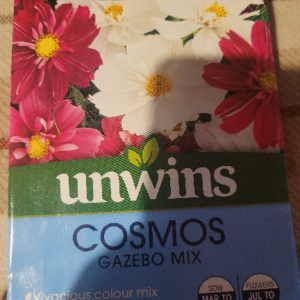 unwins
COSMOS
GAZEBO MIX
Vivacious colour mix
SOW
MAR TO
FLOWERS
JUL TO